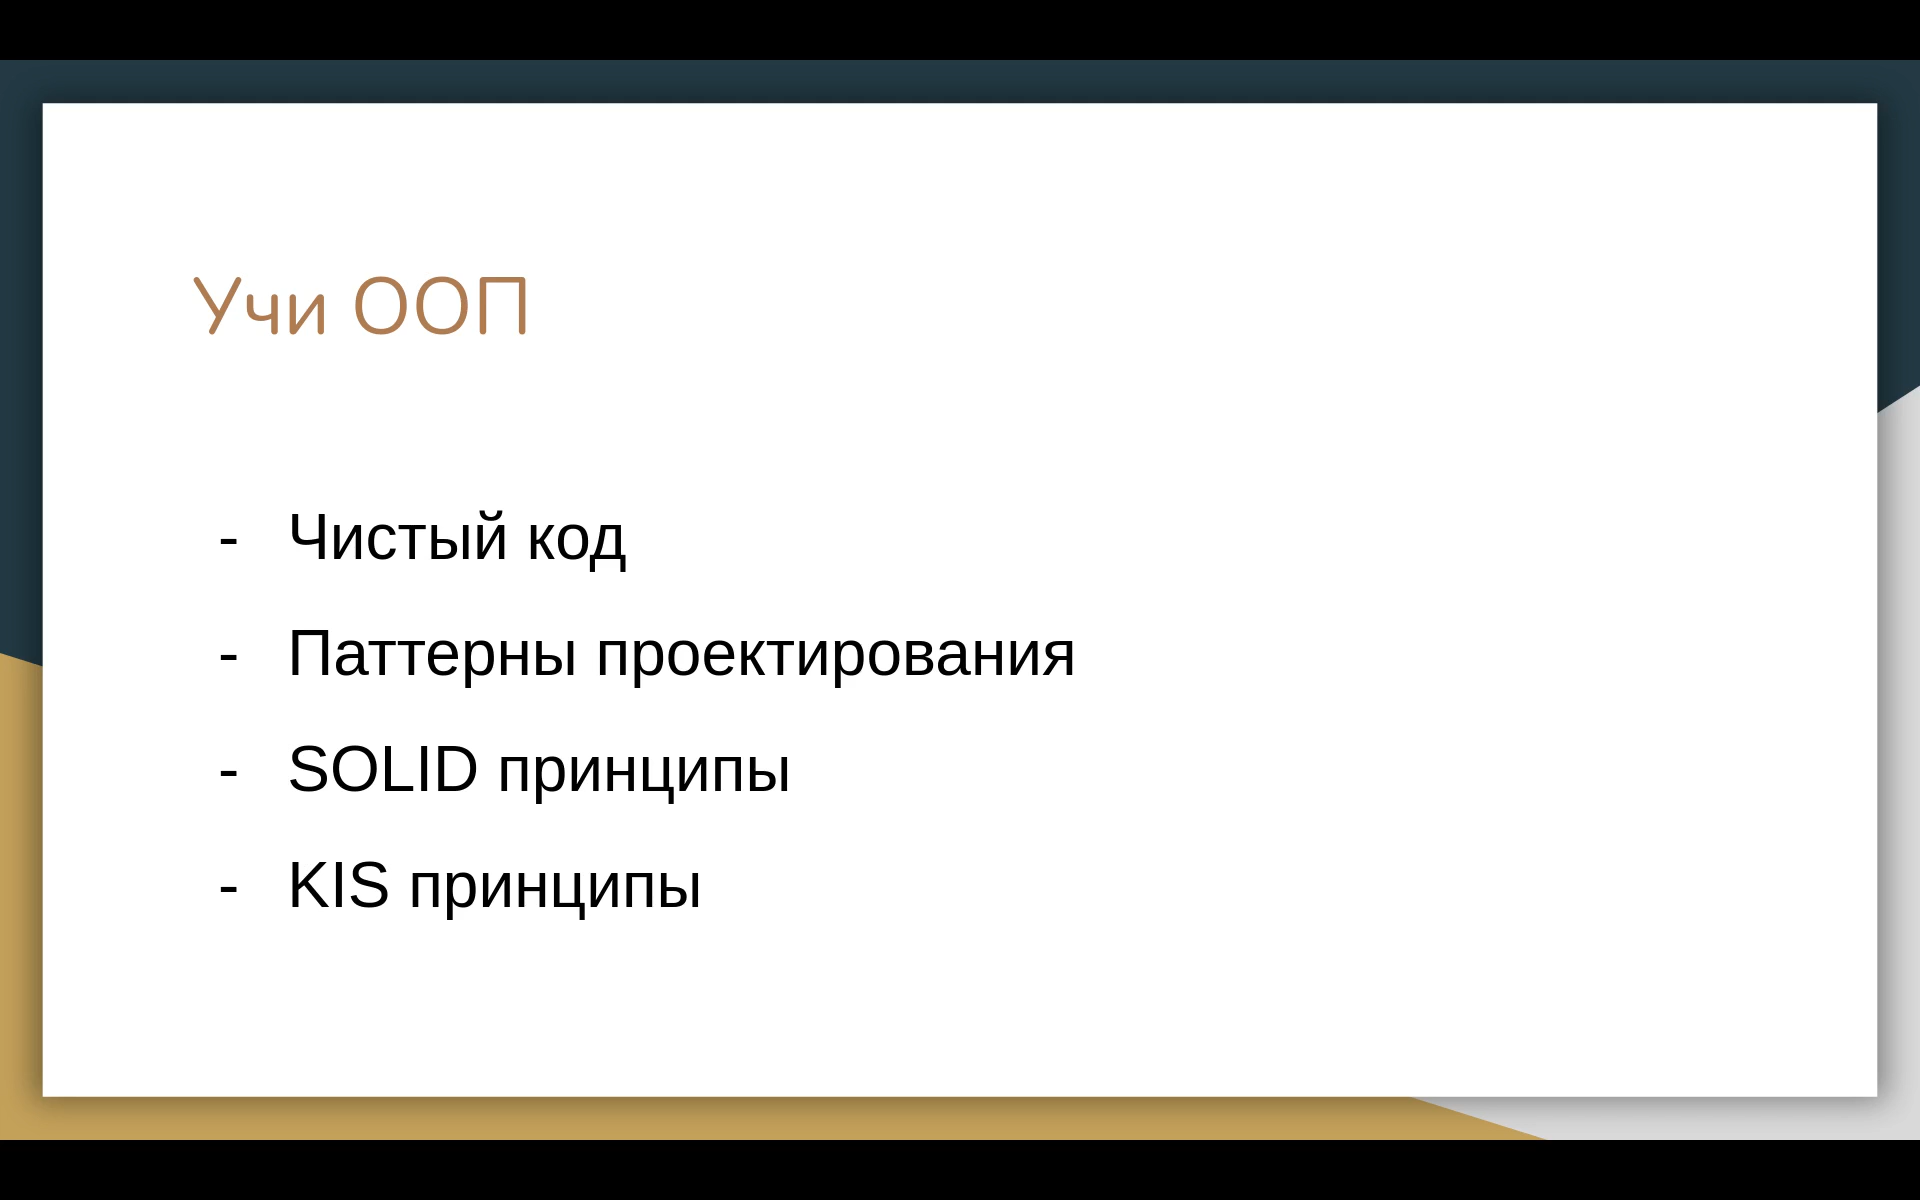 Учи ООП
- Чистый код
- Паттерны проектирования
- SOLID принципы
- KIS принципы